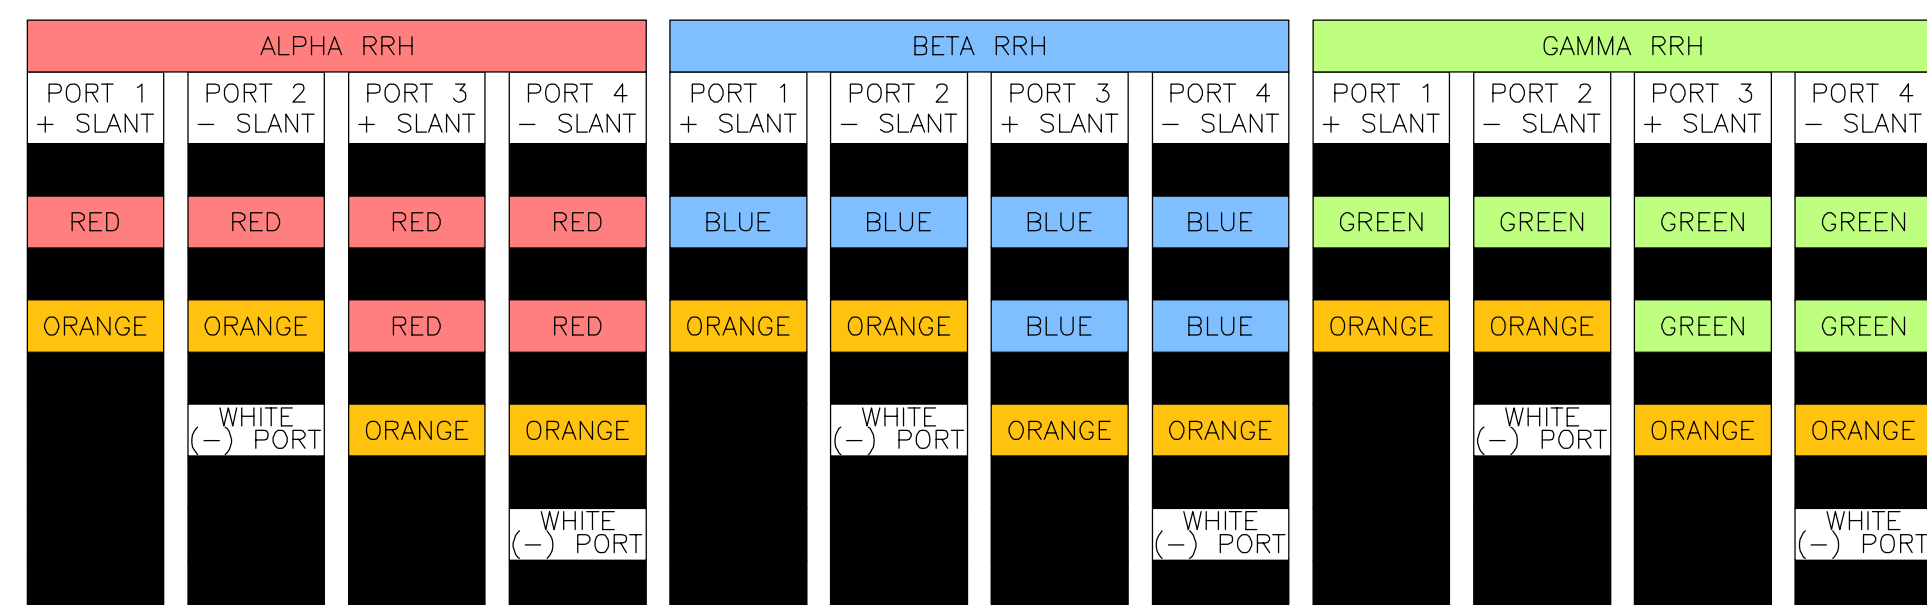 ALPHA RRH
BETA RRH
GAMMA RRH
PORT 1
+ SLANT
PORT 2
- SLANT
PORT 3
+ SLANT
PORT 4
- SLANT
PORT 1
+ SLANT
PORT 2
- SLANT
PORT 3
+ SLANT
PORT 4
- SLANT
PORT 1
+ SLANT
PORT 2
- SLANT
PORT 3
+ SLANT
PORT 4
- SLANT
RED
RED
RED
RED
BLUE
BLUE
BLUE
BLUE
GREEN
GREEN
GREEN
GREEN
ORANGE
ORANGE
RED
RED
ORANGE
ORANGE
BLUE
BLUE
ORANGE
ORANGE
GREEN
GREEN
WHITE
(-) PORT
ORANGE
ORANGE
WHITE
(-) PORT
ORANGE
ORANGE
WHITE
(-) PORT
ORANGE
ORANGE
WHITE
(-) PORT
WHITE
(-) PORT
WHITE
(-) PORT